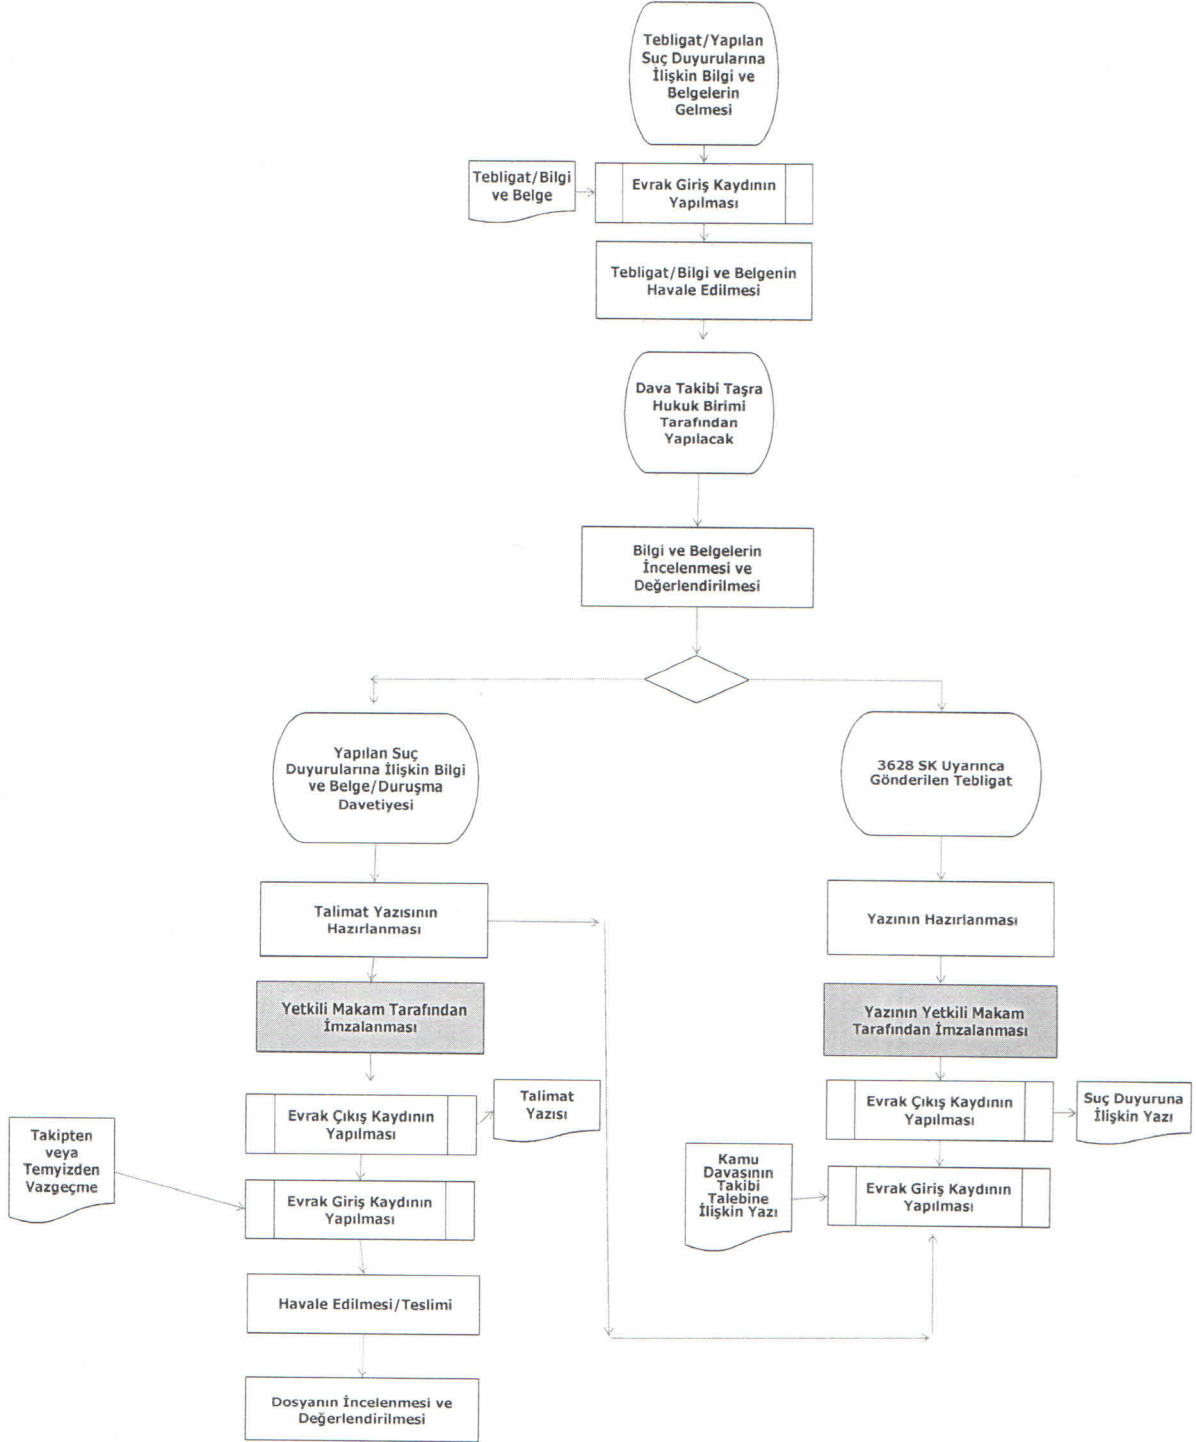 Tebligat/Yapılan
Suç Duyurularına
İlişkin Bilgi ve
Belgelerin
Gelmesi
Tebligat/Bilgi
ve Belge
Evrak Giriş Kaydının
Yapılması
Tebligat/Bilgi ve Belgenin
Havale Edilmesi
Dava Takibi Taşra
Hukuk Birimi
Tarafından
Yapılacak
Bilgi ve Belgelerin
İncelenmesi ve
Değerlendirilmesi
Yapılan Suç
Duyurularına İlişkin Bilgi
ve Belge/Duruşma
Davetiyesi
Talimat Yazısının
Hazırlanması
Yetkili Makam Tarafından
İmzalanması
Evrak Çıkış Kaydının
Yapılması
Talimat
Yazısı
Takipten
veya
Temyizden
Vazgeçme
Evrak Giriş Kaydının
Yapılması
Havale Edilmesi/Teslimi
Dosyanın İncelenmesi ve
Değerlendirilmesi
3628 SK Uyarınca
Gönderilen Tebligat
Yazının Hazırlanması
Yazının Yetkili Makam
Tarafından İmzalanması
Evrak Çıkış Kaydının
Yapılması
Suç Duyuruna
İlişkin Yazı
Kamu
Davasının
Takibi
Talebine
İlişkin Yazı
Evrak Giriş Kaydının
Yapılması